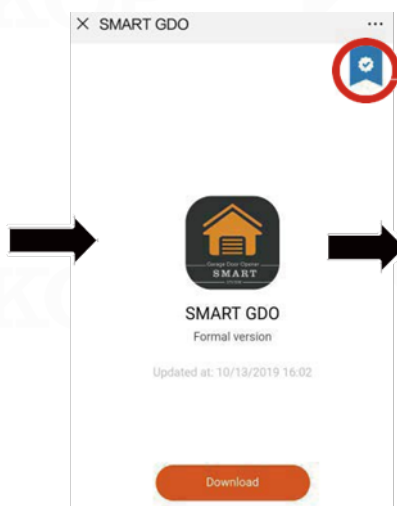 × SMART GDO ...
Garage Door Opener
SMART
SMART GDO
Formal version
Updated at: 10/13/2019 16:02
Download